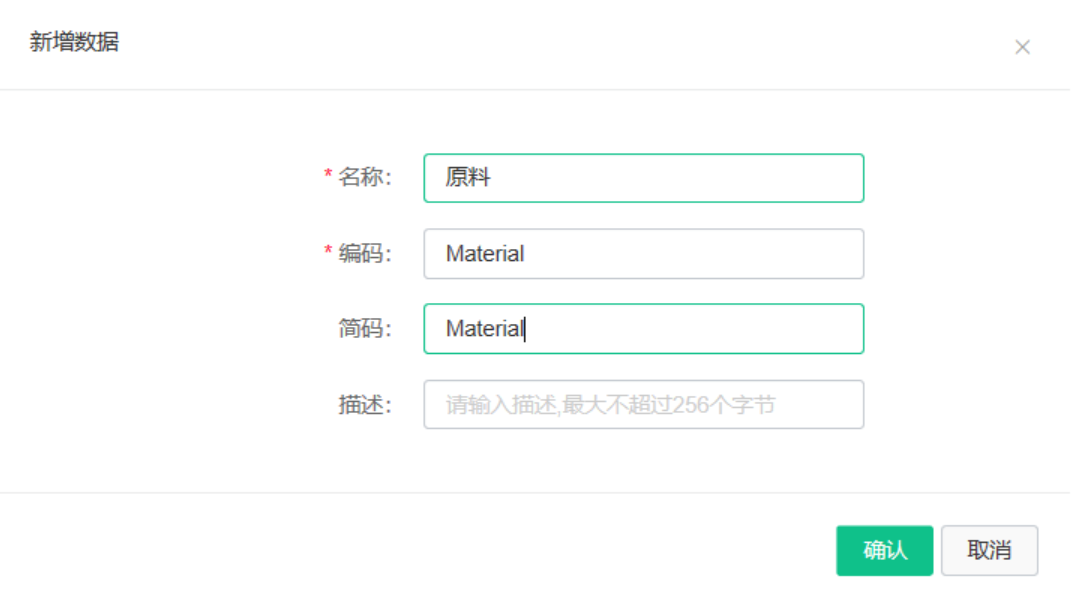 新增数据
* 名称: 原料
* 编码: Material
简码: Material
描述: 请输入描述,最大不超过256个字节
确认 取消